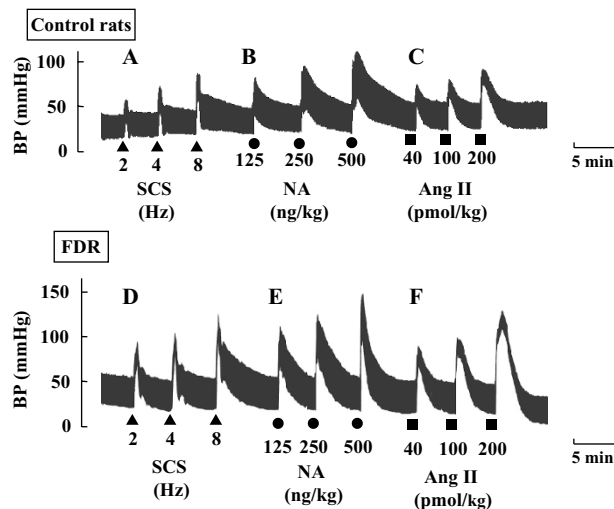 Control rats
A B C
BP (mmHg)
100
50
0
2 4 8 125 250 500 40 100 200
SCS NA Ang II
(Hz) (ng/kg) (pmol/kg)
5 min
FDR
D E F
BP (mmHg)
150
100
50
0
2 4 8 125 250 500 40 100 200
SCS NA Ang II
(Hz) (ng/kg) (pmol/kg)
5 min